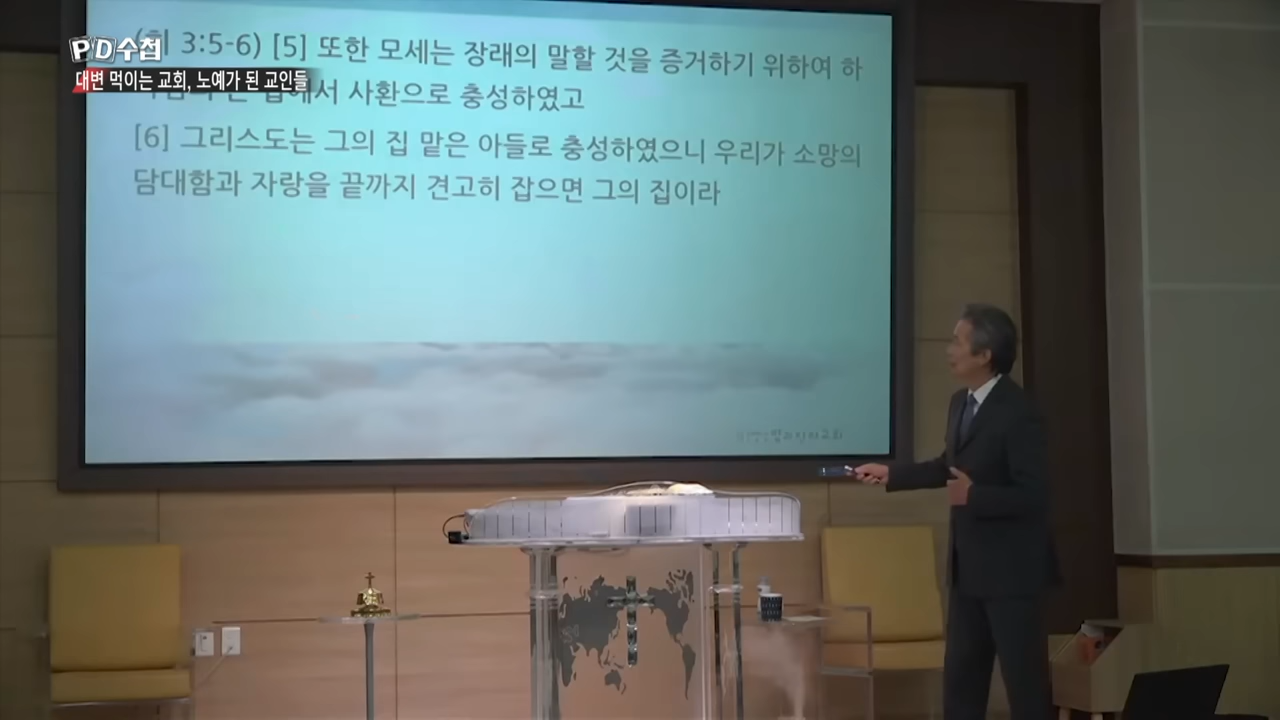 PD수첩
대변 먹이는 교회, 노예가 된 교인들
3:5-6) [5] 또한 모세는 장래의 말할 것을 증거하기 위하여 하
사환으로 충성하였고
[6] 그리스도는 그의 집 맡은 아들로 충성하였으니 우리가 소망의
담대함과 자랑을 끝까지 견고히 잡으면 그의 집이라